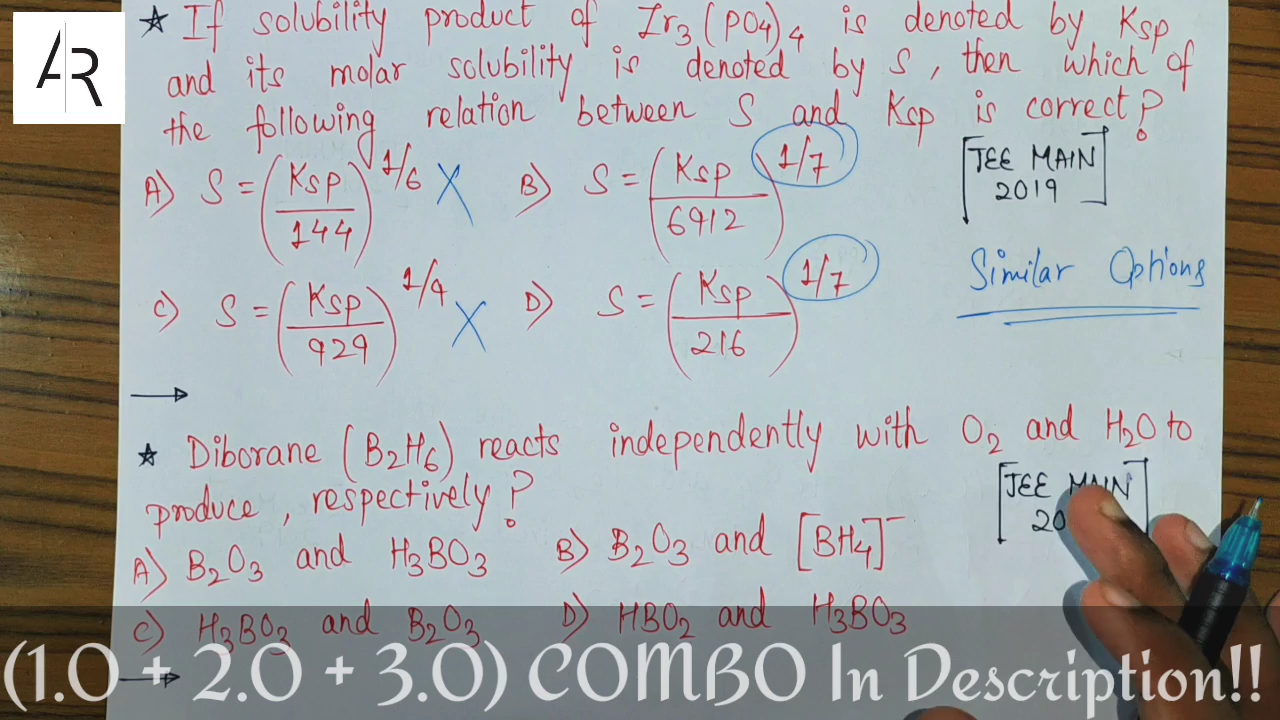 AR
★ If solubility product of Zr3(PO4)4 is denoted by Ksp
and its molar solubility is denoted by S, then which of
the following relation between S and Ksp is correct?
A) S = (Ksp/144)^1/6 X B) S = (Ksp/6912)^1/7
[JEE MAIN
2019]
C) S = (Ksp/929)^1/9 X D) S = (Ksp/216)^1/7
Similar Options
→
★ Diborane (B2H6) reacts independently with O2 and H2O to
produce, respectively?
[JEE MAIN
20
A) B2O3 and H3BO3 B) B2O3 and [BH4]−
C) H3BO3 and B2O3 D) HBO2 and H3BO3
→
(1.0 + 2.0 + 3.0) COMBO In Description!!